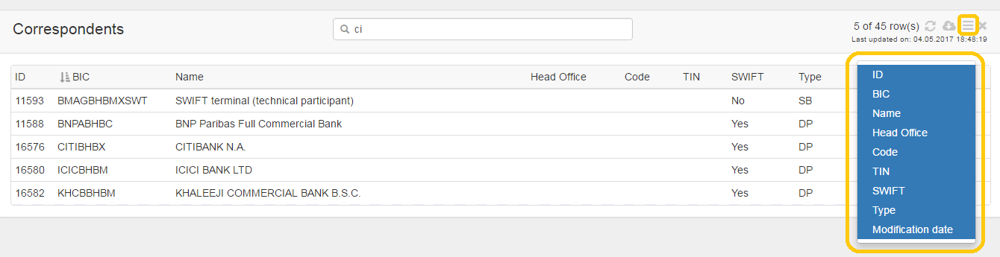 Correspondents
ci
5 of 45 row(s)
Last updated on: 04.05.2017 18:48:19
ID BIC Name Head Office Code TIN SWIFT Type
11593 BMAGBHBMXSWT SWIFT terminal (technical participant) No SB
11588 BNPABHBC BNP Paribas Full Commercial Bank Yes DP
16576 CITIBHBX CITIBANK N.A. Yes DP
16580 ICICBHBM ICICI BANK LTD Yes DP
16582 KHCBBHBM KHALEEJI COMMERCIAL BANK B.S.C. Yes DP
ID
BIC
Name
Head Office
Code
TIN
SWIFT
Type
Modification date